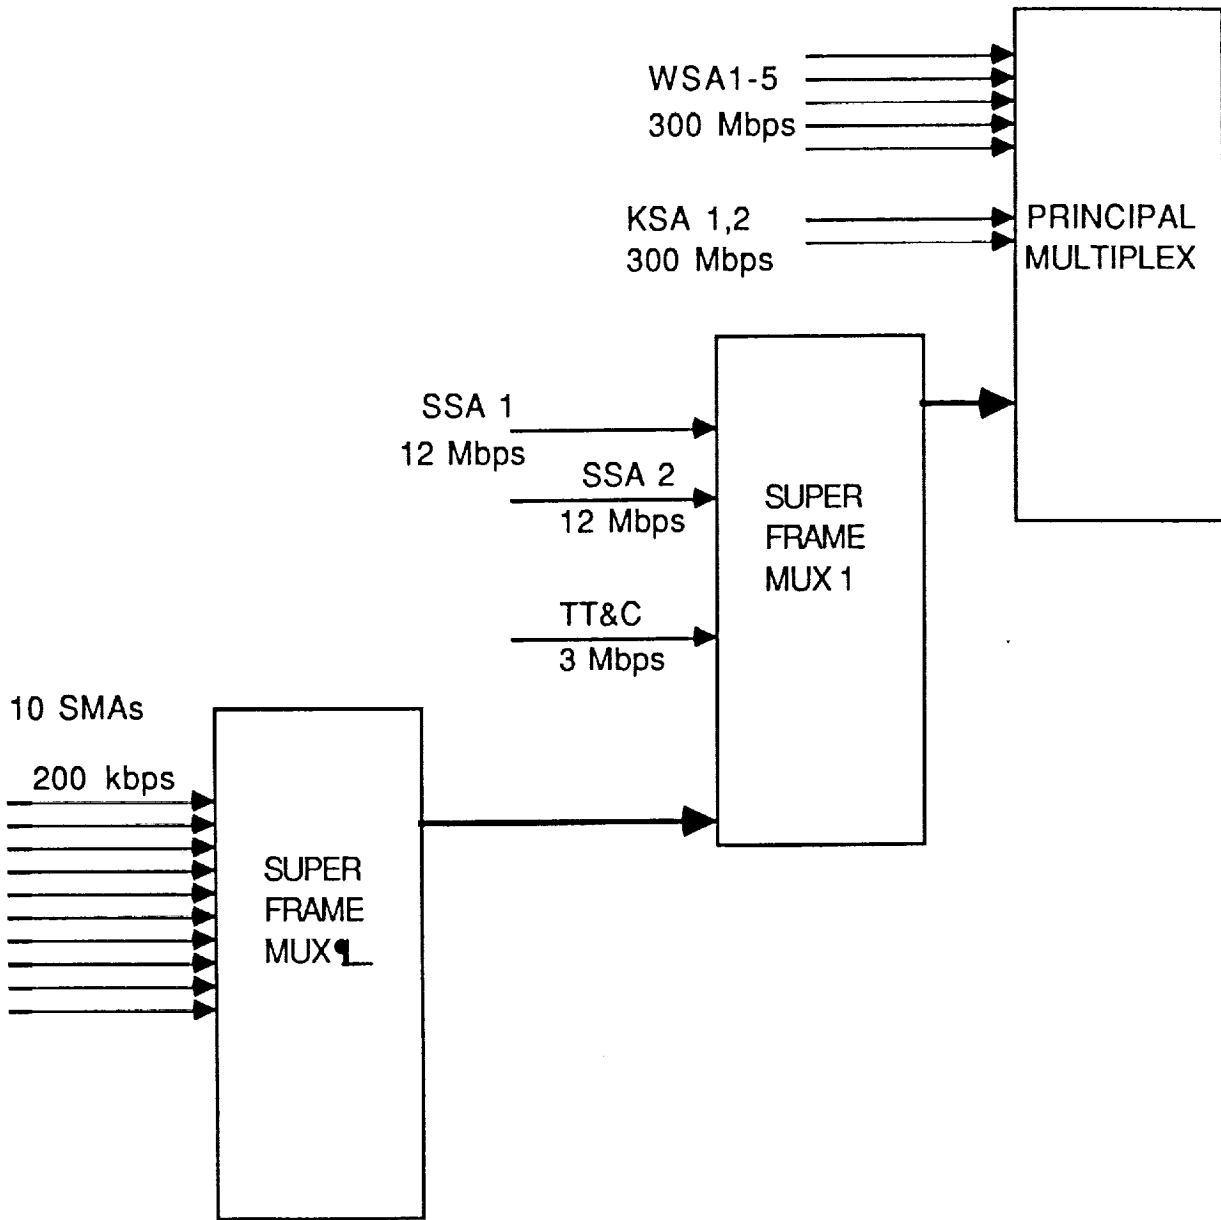 WSA1-5
300 Mbps
KSA 1,2
300 Mbps
PRINCIPAL
MULTIPLEX
SSA 1
12 Mbps
SSA 2
12 Mbps
TT&C
3 Mbps
SUPER
FRAME
MUX 1
10 SMAs
200 kbps
SUPER
FRAME
MUX